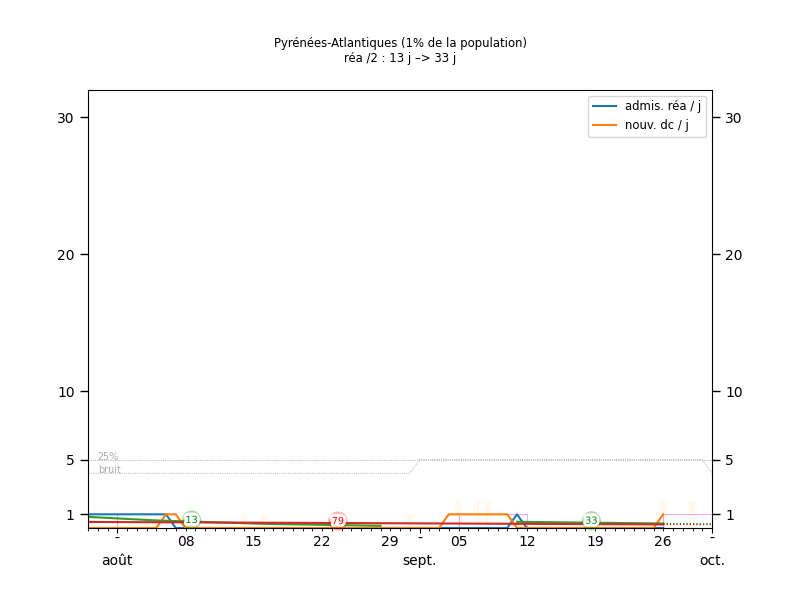 Pyrénées-Atlantiques (1% de la population)
réa /2 : 13 j –> 33 j
admis. réa / j
nouv. dc / j
30 30
20 20
10 10
5 5
1 1
25%
bruit
13 79 33
- 08 15 22 29 - 05 12 19 26 -
août sept. oct.